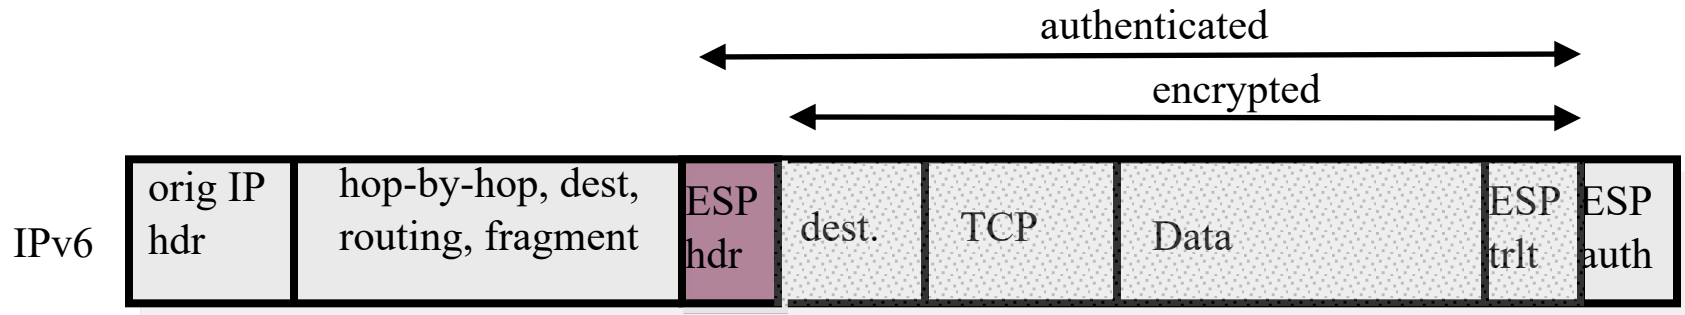 authenticated
encrypted
IPv6
orig IP
hdr
hop-by-hop, dest,
routing, fragment
ESP
hdr
dest.
TCP
Data
ESP
trlt
ESP
auth